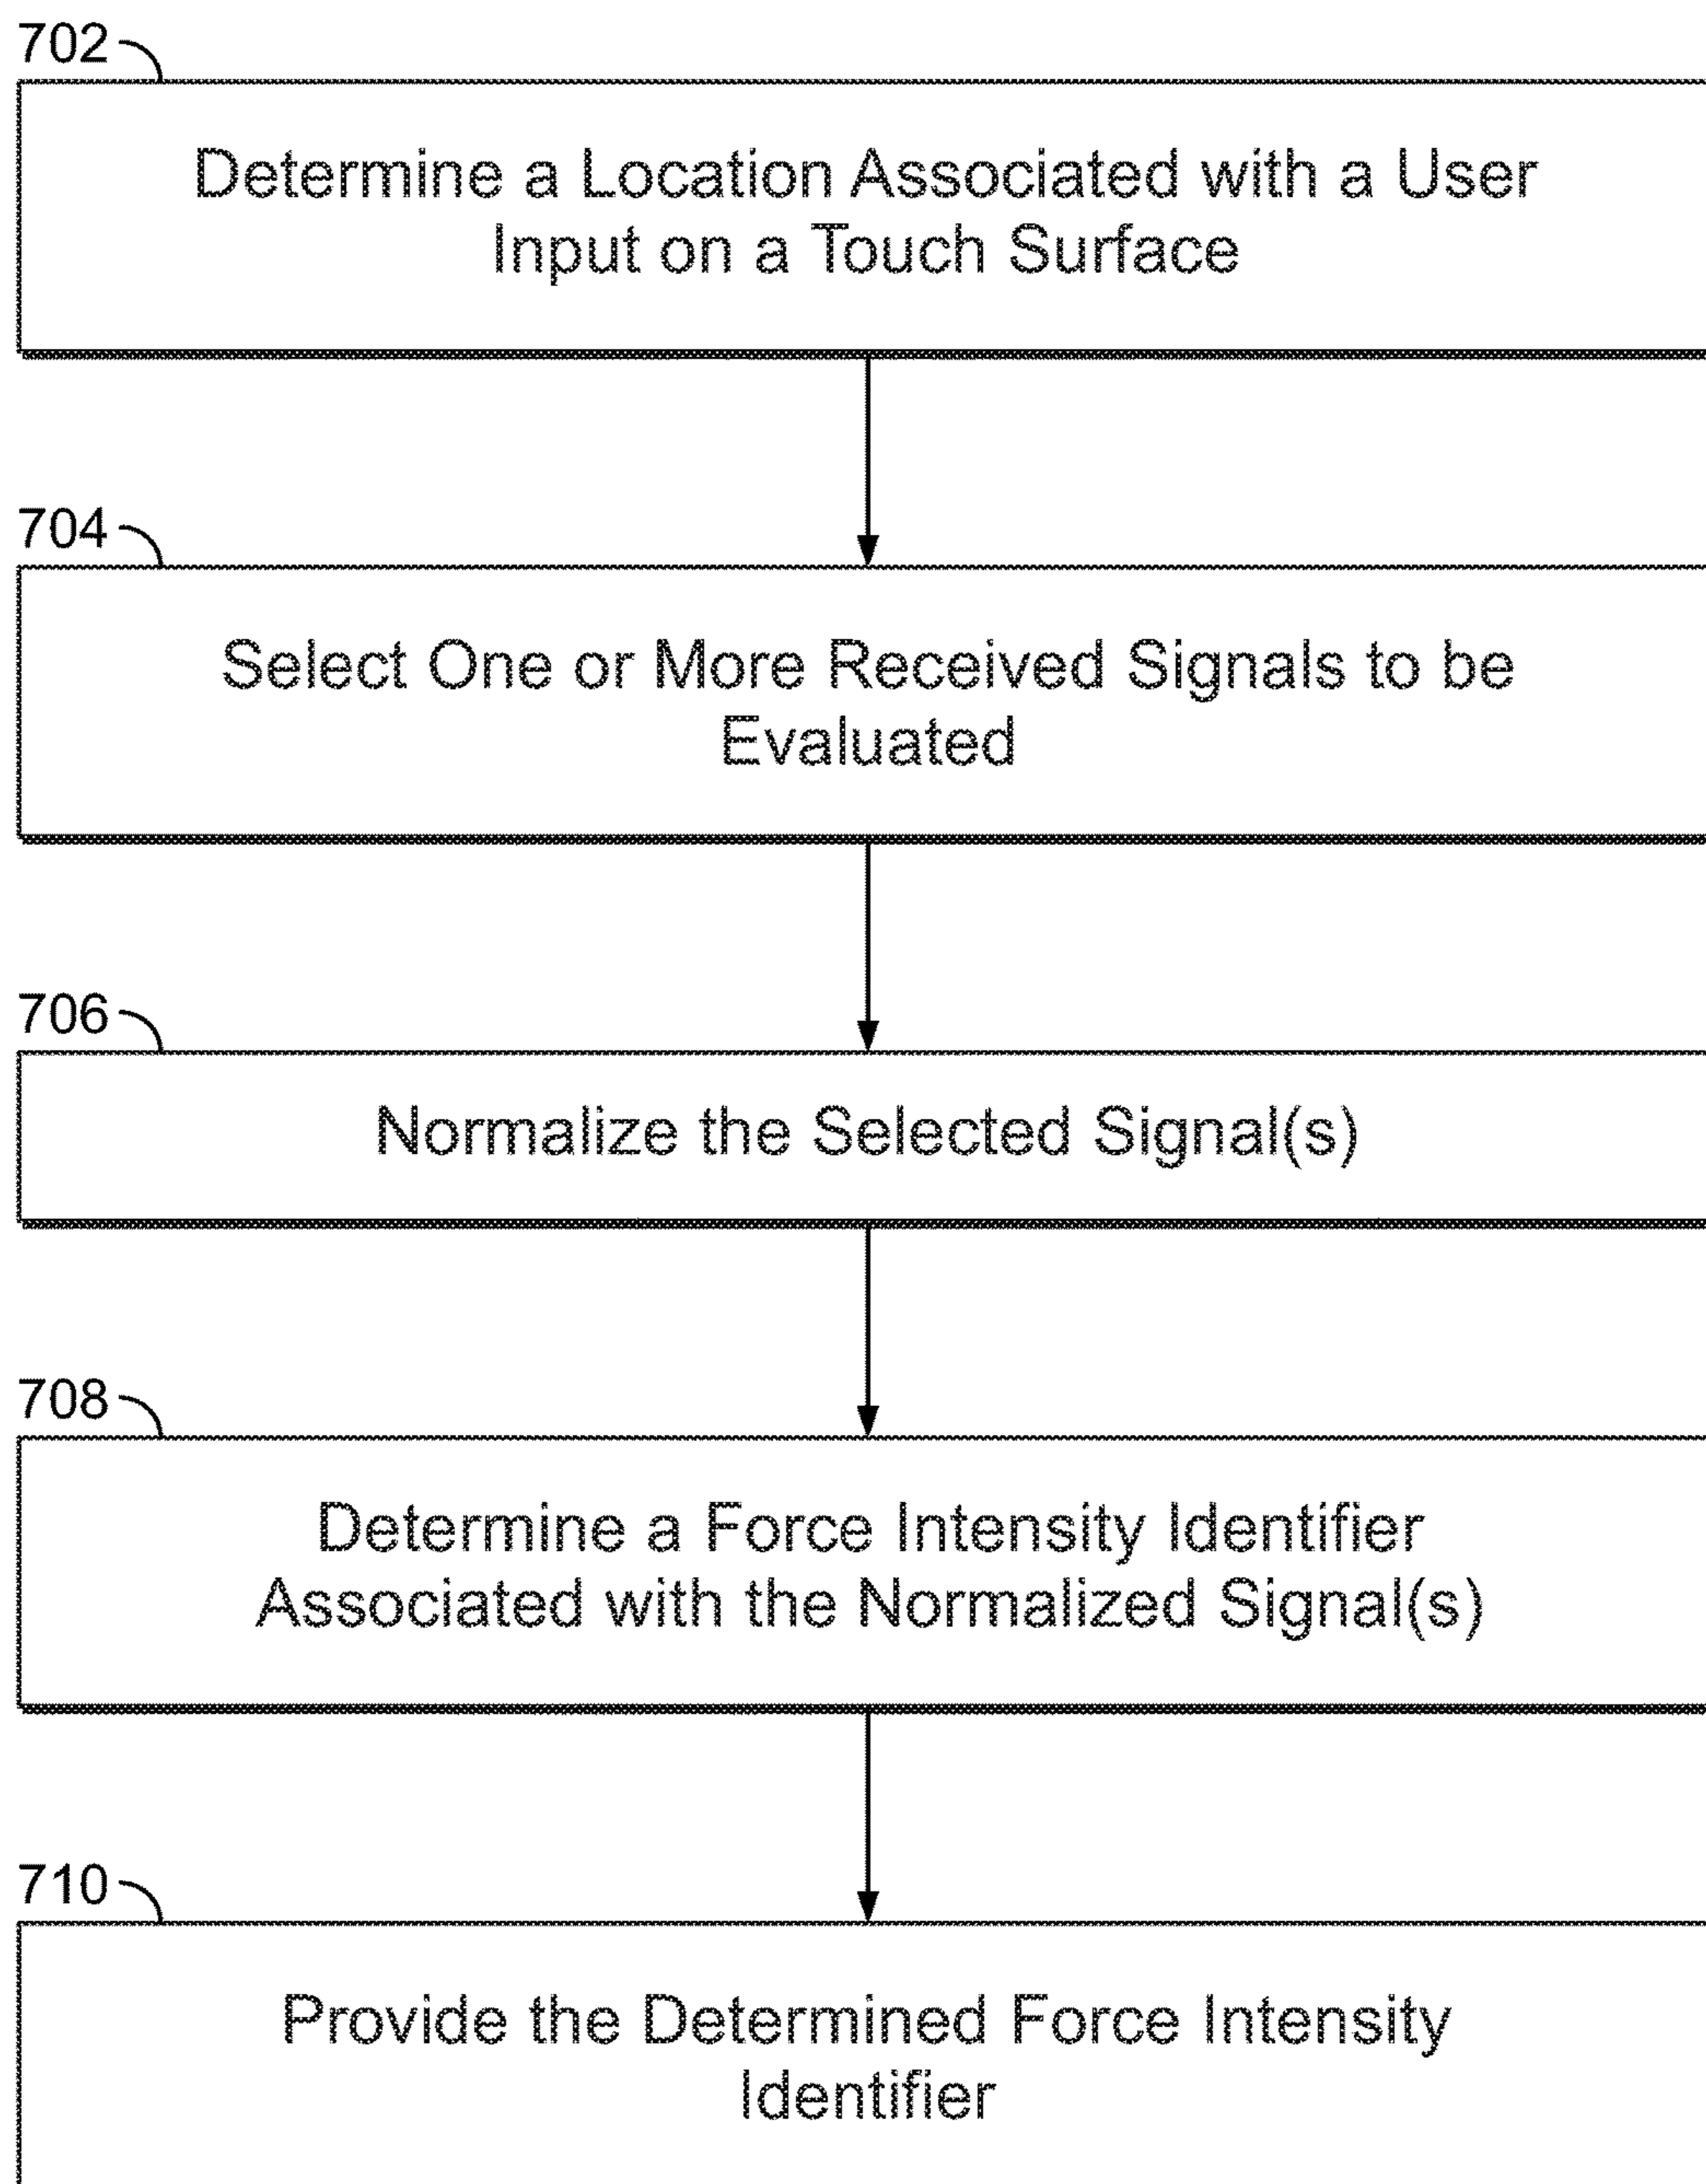 702
Determine a Location Associated with a User
Input on a Touch Surface
704
Select One or More Received Signals to be
Evaluated
706
Normalize the Selected Signal(s)
708
Determine a Force Intensity Identifier
Associated with the Normalized Signal(s)
710
Provide the Determined Force Intensity
Identifier